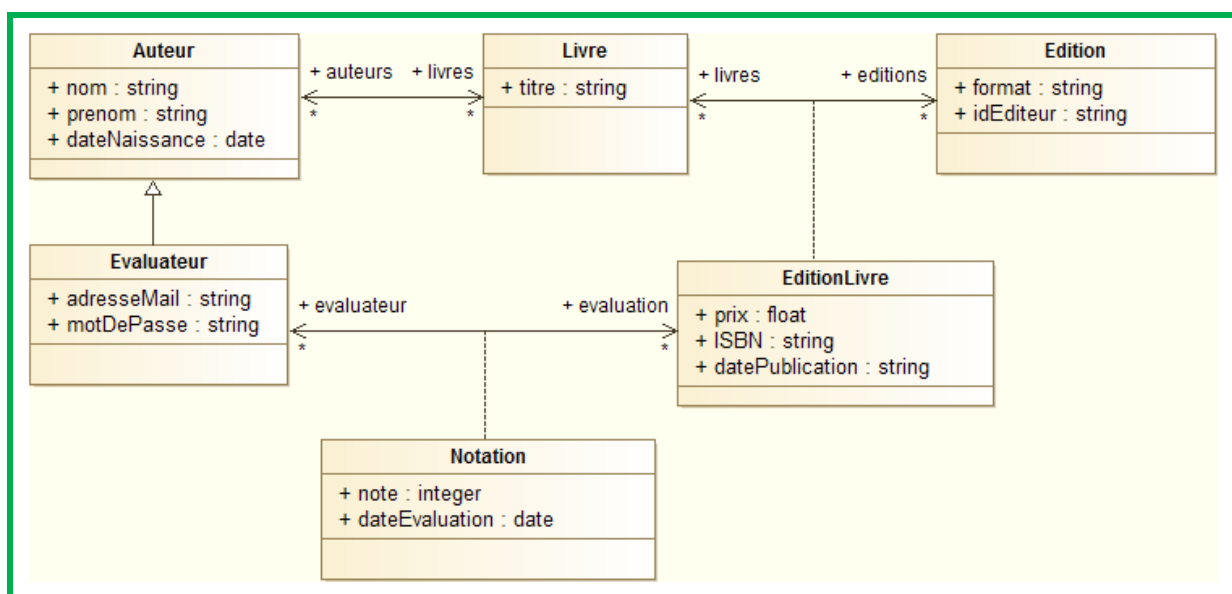 Auteur
+ nom : string
+ prenom : string
+ dateNaissance : date
+ auteurs + livres
* *
Livre
+ titre : string
+ livres + editions
* *
Edition
+ format : string
+ idEditeur : string
Evaluateur
+ adresseMail : string
+ motDePasse : string
+ evaluateur + evaluation
* *
EditionLivre
+ prix : float
+ ISBN : string
+ datePublication : string
Notation
+ note : integer
+ dateEvaluation : date